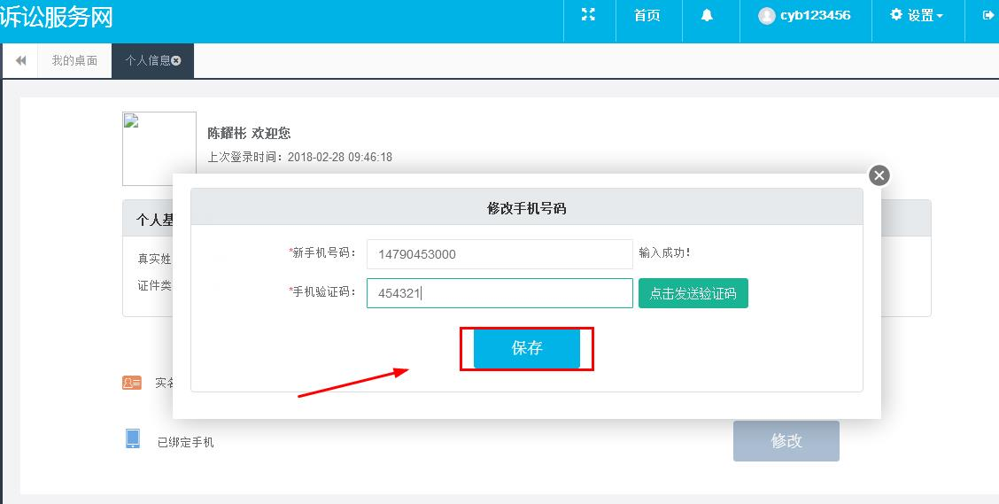 诉讼服务网
首页
cyb123456
设置
我的桌面
个人信息
陈耀彬 欢迎您
上次登录时间：2018-02-28 09:46:18
修改手机号码
个人基
*新手机号码：
14790453000
输入成功！
真实姓
证件类
*手机验证码：
454321
点击发送验证码
保存
实名
已绑定手机
修改